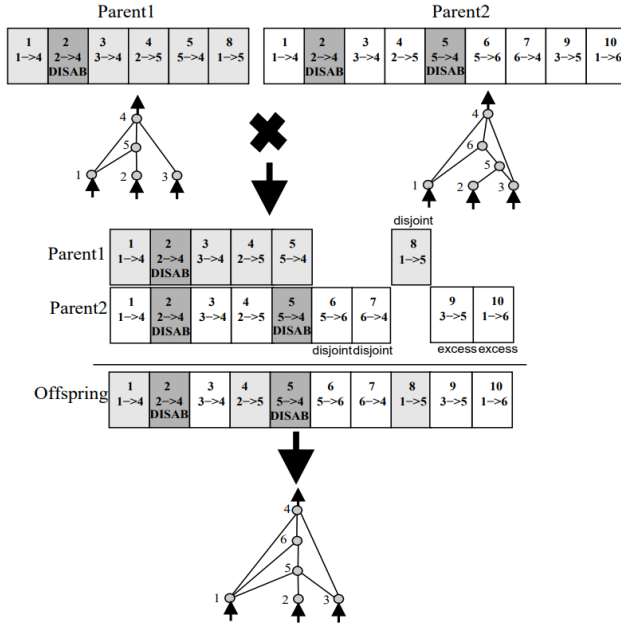 Parent1 Parent2
1 2 3 4 5 8 1 2 3 4 5 6 7 9 10
1−>4 2−>4 3−>4 2−>5 5−>4 1−>5 1−>4 2−>4 3−>4 2−>5 5−>4 5−>6 6−>4 3−>5 1−>6
DISAB DISAB DISAB
4 4
5 6
5
1 2 3 1 2 3
disjoint
Parent1 1 2 3 4 5 8
1−>4 2−>4 3−>4 2−>5 5−>4 1−>5
DISAB
Parent2 1 2 3 4 5 6 7 9 10
1−>4 2−>4 3−>4 2−>5 5−>4 5−>6 6−>4 3−>5 1−>6
DISAB DISAB
disjoint disjoint excess excess
Offspring 1 2 3 4 5 6 7 8 9 10
1−>4 2−>4 3−>4 2−>5 5−>4 5−>6 6−>4 1−>5 3−>5 1−>6
DISAB DISAB
4
6
5
1 2 3